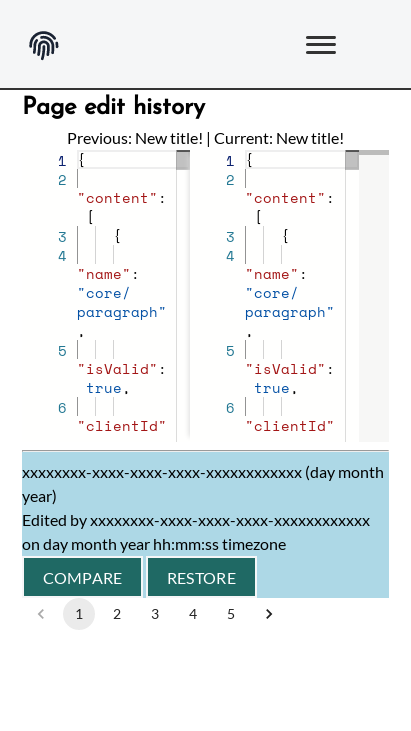 Page edit history
Previous: New title! | Current: New title!
1 {
2
"content":
[
3 {
4
"name":
"core/
paragraph"
,
5
"isValid":
true,
6
"clientId"
1 {
2
"content":
[
3 {
4
"name":
"core/
paragraph"
,
5
"isValid":
true,
6
"clientId"
xxxxxxxx-xxxx-xxxx-xxxx-xxxxxxxxxxxx (day month
year)
Edited by xxxxxxxx-xxxx-xxxx-xxxx-xxxxxxxxxxxx
on day month year hh:mm:ss timezone
COMPARE RESTORE
1 2 3 4 5